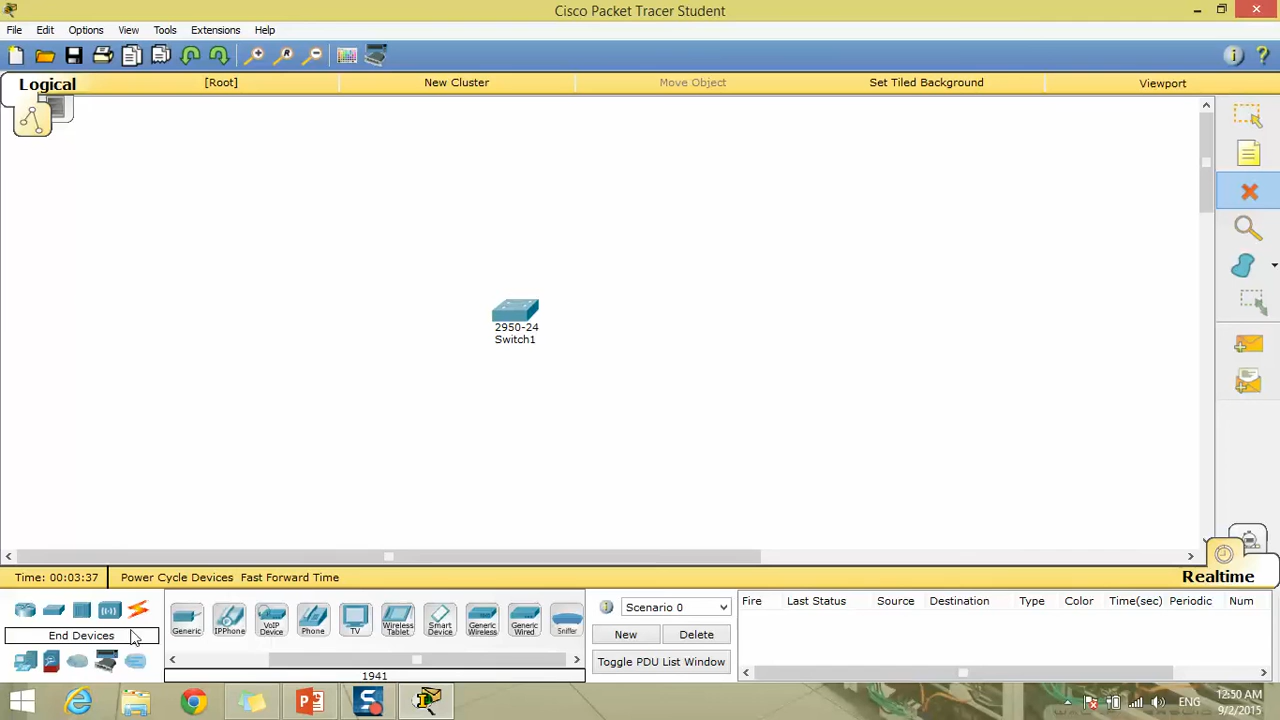 Cisco Packet Tracer Student
File Edit Options View Tools Extensions Help
Logical [Root] New Cluster Move Object Set Tiled Background Viewport
2950-24
Switch1
Time: 00:03:37 Power Cycle Devices Fast Forward Time Realtime
End Devices
Generic IPPhone VoIP Device Phone TV Wireless Tablet Smart Device Generic Wireless Generic Wired Sniffer
1941
Scenario 0
New Delete
Toggle PDU List Window
Fire Last Status Source Destination Type Color Time(sec) Periodic Num
12:50 AM
ENG
9/2/2015